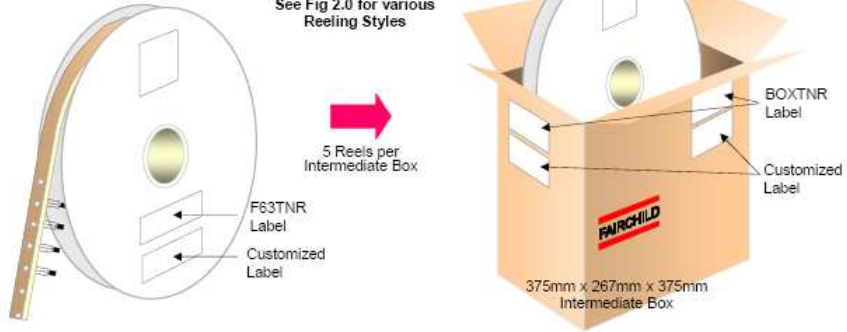 See Fig 2.0 for various
Reeling Styles
5 Reels per
Intermediate Box
F63TNR
Label
Customized
Label
BOXTNR
Label
Customized
Label
FAIRCHILD
375mm x 267mm x 375mm
Intermediate Box